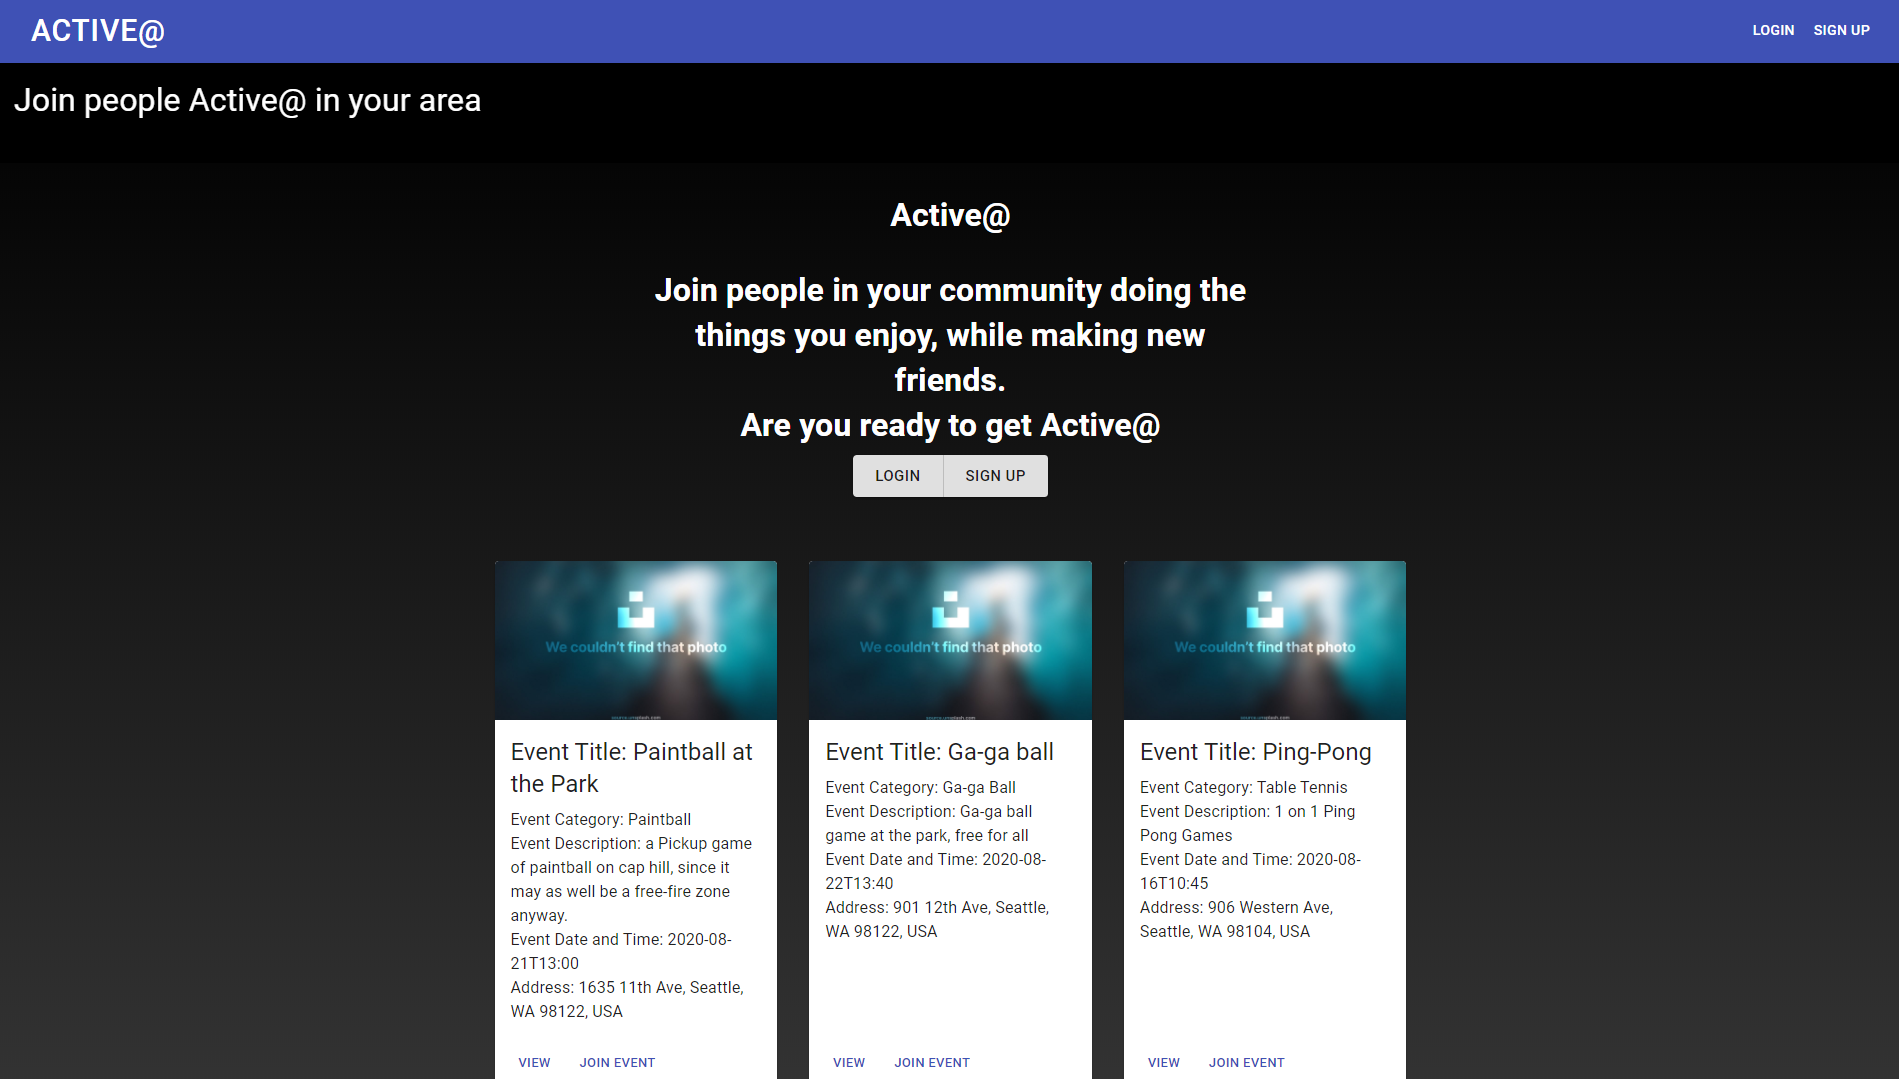 ACTIVE@
LOGIN SIGN UP
Join people Active@ in your area
Active@
Join people in your community doing the
things you enjoy, while making new
friends.
Are you ready to get Active@
LOGIN SIGN UP
We couldn't find that photo
source.unsplash.com
Event Title: Paintball at
the Park
Event Category: Paintball
Event Description: a Pickup game
of paintball on cap hill, since it
may as well be a free-fire zone
anyway.
Event Date and Time: 2020-08-
21T13:00
Address: 1635 11th Ave, Seattle,
WA 98122, USA
VIEW JOIN EVENT
We couldn't find that photo
source.unsplash.com
Event Title: Ga-ga ball
Event Category: Ga-ga Ball
Event Description: Ga-ga ball
game at the park, free for all
Event Date and Time: 2020-08-
22T13:40
Address: 901 12th Ave, Seattle,
WA 98122, USA
VIEW JOIN EVENT
We couldn't find that photo
source.unsplash.com
Event Title: Ping-Pong
Event Category: Table Tennis
Event Description: 1 on 1 Ping
Pong Games
Event Date and Time: 2020-08-
16T10:45
Address: 906 Western Ave,
Seattle, WA 98104, USA
VIEW JOIN EVENT